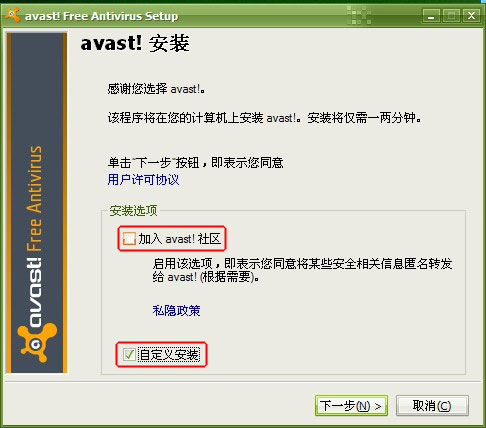 avast! Free Antivirus Setup
avast! 安装
感谢您选择 avast!。
该程序将在您的计算机上安装 avast!。安装将仅需一两分钟。
单击“下一步”按钮，即表示您同意
用户许可协议
安装选项
加入 avast! 社区
启用该选项，即表示您同意将某些安全相关信息匿名转发
给 avast! (根据需要)。
私隐政策
自定义安装
下一步(N) >
取消(C)
avast! Free Antivirus